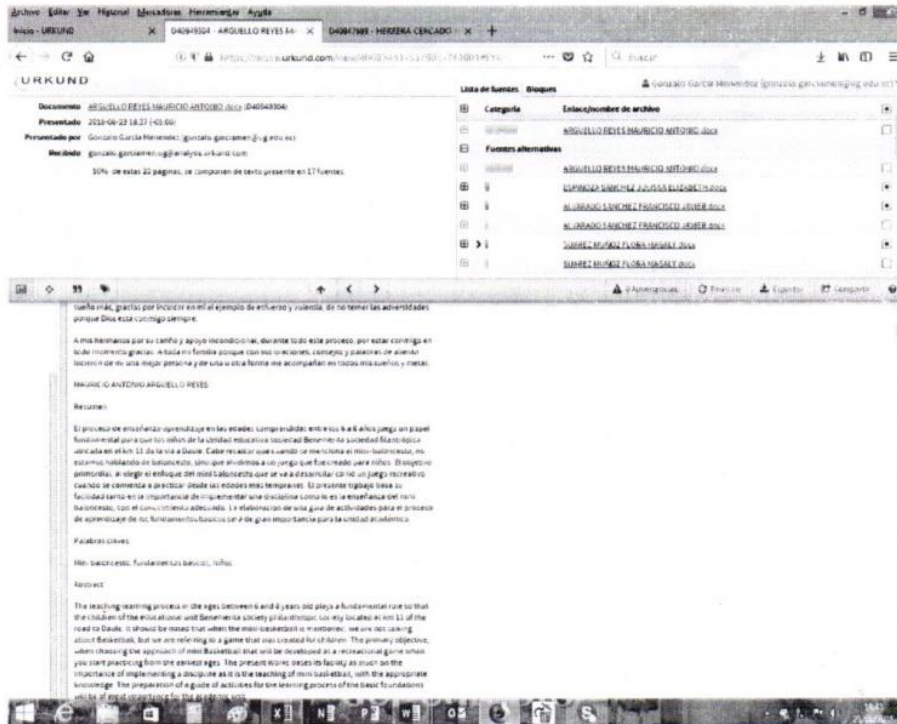 Archivo Editar Ver Historial Marcadores Herramientas Ayuda
Inicio - URKUND
D40949304 - ARGUELLO REYES MA
D40947989 - HERRERA CERCADO
Buscar
URKUND
Documento ARGUELLO REYES MAURICIO ANTONIO.docx (D40949304)
Presentado
Presentado por Gonzalo García Menéndez (gonzalo.garciamen@ug.edu.ec)
Recibido gonzalo.garciamen.ug@analysis.urkund.com
10% de estas 21 páginas, se componen de texto presente en 17 fuentes.
Lista de fuentes Bloques
Gonzalo García Menéndez
Categoría Enlace/nombre de archivo
ARGUELLO REYES MAURICIO ANTONIO.docx
Fuentes alternativas
ARGUELLO REYES MAURICIO ANTONIO.docx
ESPINOZA SANCHEZ JULISSA ELIZABETH.docx
ALVARADO SANCHEZ FRANCISCO JAVIER.docx
ALVARADO SANCHEZ FRANCISCO JAVIER.docx
SUAREZ MUÑOZ FLORA MAGALY.docx
SUAREZ MUÑOZ FLORA MAGALY.docx
0 Advertencias Reiniciar Exportar Compartir
sueño más, gracias por inculcar en mí el ejemplo de esfuerzo y valentía, de no temer las adversidades
porque Dios está conmigo siempre.
A mis hermanos por su cariño y apoyo incondicional, durante todo este proceso, por estar conmigo en
todo momento gracias. A toda mi familia porque con sus oraciones, consejos y palabras de aliento
hicieron de mí una mejor persona y de una u otra forma me acompañan en todos mis sueños y metas.
MAURICIO ANTONIO ARGUELLO REYES
Resumen
El proceso de enseñanza aprendizaje en las edades comprendidas entre los 6 a 8 años juega un papel
fundamental para que los niños de la Unidad educativa sociedad Benemérita sociedad filantrópica
ubicada en el km 11 de la vía a Daule. Cabe recalcar que cuando se menciona el mini-baloncesto, no
estamos hablando de baloncesto, sino que aludimos a un juego que fue creado para niños. El objetivo
primordial, al elegir el enfoque del mini baloncesto que se va a desarrollar como un juego recreativo
cuando se comienza a practicar desde las edades más tempranas. El presente trabajo basa su
facilidad tanto en la importancia de implementar una disciplina como lo es la enseñanza del mini
baloncesto, con el conocimiento adecuado. La elaboración de una guía de actividades para el proceso
de aprendizaje de los fundamentos básicos será de gran importancia para la unidad académica.
Palabras claves
Mini baloncesto, fundamentos básicos, niños
Abstract
The teaching-learning process in the ages between 6 and 8 years old plays a fundamental role so that
the children of the educational unit Benemerita society philanthropic society located at km 11 of the
road to Daule. It should be noted that when the mini-basketball is mentioned, we are not talking
about Basketball, but we are referring to a game that was created for children. The primary objective,
when choosing the approach of mini Basketball that will be developed as a recreational game when
you start practicing from the earliest ages. The present works bases its facility as much on the
importance of implementing a discipline as it is the teaching of mini basketball, with the appropriate
knowledge. The preparation of a guide of activities for the learning process of the basic foundations
will be of great importance for the academic unit.